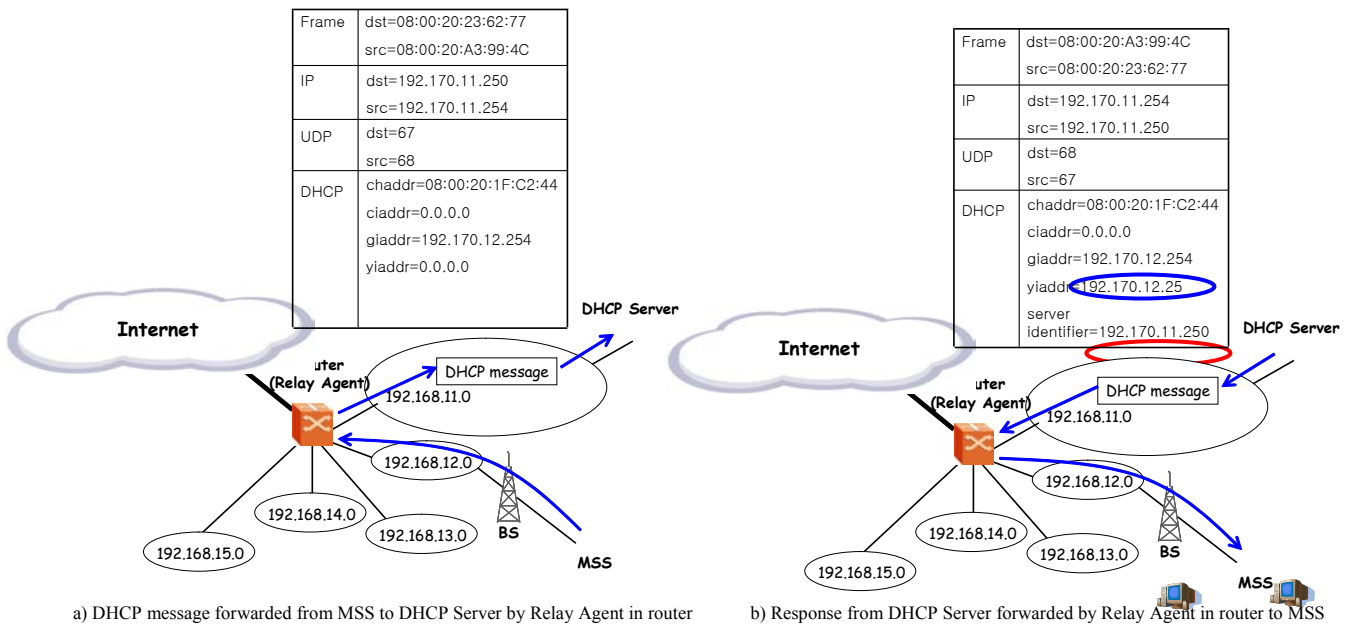 Frame dst=08:00:20:23:62:77
src=08:00:20:A3:99:4C
IP dst=192.170.11.250
src=192.170.11.254
UDP dst=67
src=68
DHCP chaddr=08:00:20:1F:C2:44
ciaddr=0.0.0.0
giaddr=192.170.12.254
yiaddr=0.0.0.0
DHCP Server
Internet
uter
(Relay Agent)
DHCP message
192.168.11.0
192.168.12.0
192.168.14.0
192.168.13.0
192.168.15.0
BS
MSS
a) DHCP message forwarded from MSS to DHCP Server by Relay Agent in router
Frame dst=08:00:20:A3:99:4C
src=08:00:20:23:62:77
IP dst=192.170.11.254
src=192.170.11.250
UDP dst=68
src=67
DHCP chaddr=08:00:20:1F:C2:44
ciaddr=0.0.0.0
giaddr=192.170.12.254
yiaddr=192.170.12.25
server
identifier=192.170.11.250
DHCP Server
Internet
uter
(Relay Agent)
DHCP message
192.168.11.0
192.168.12.0
192.168.14.0
192.168.13.0
192.168.15.0
BS
MSS
b) Response from DHCP Server forwarded by Relay Agent in router to MSS